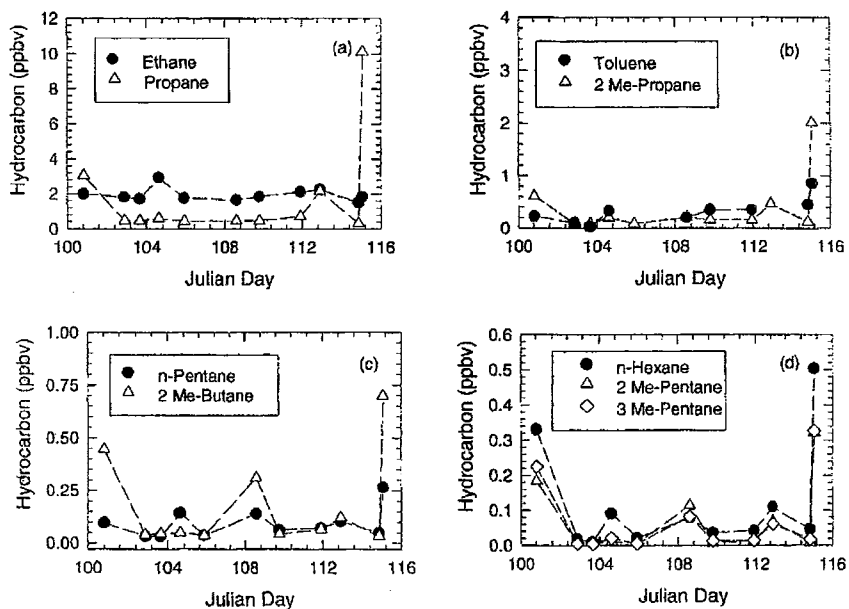 (a)
Ethane
Propane
Hydrocarbon (ppbv)
12
10
8
6
4
2
0
100 104 108 112 116
Julian Day
(b)
Toluene
2 Me-Propane
Hydrocarbon (ppbv)
4
3
2
1
0
100 104 108 112 116
Julian Day
(c)
n-Pentane
2 Me-Butane
Hydrocarbon (ppbv)
1.00
0.75
0.50
0.25
0.00
100 104 108 112 116
Julian Day
(d)
n-Hexane
2 Me-Pentane
3 Me-Pentane
Hydrocarbon (ppbv)
0.6
0.5
0.4
0.3
0.2
0.1
0.0
100 104 108 112 116
Julian Day